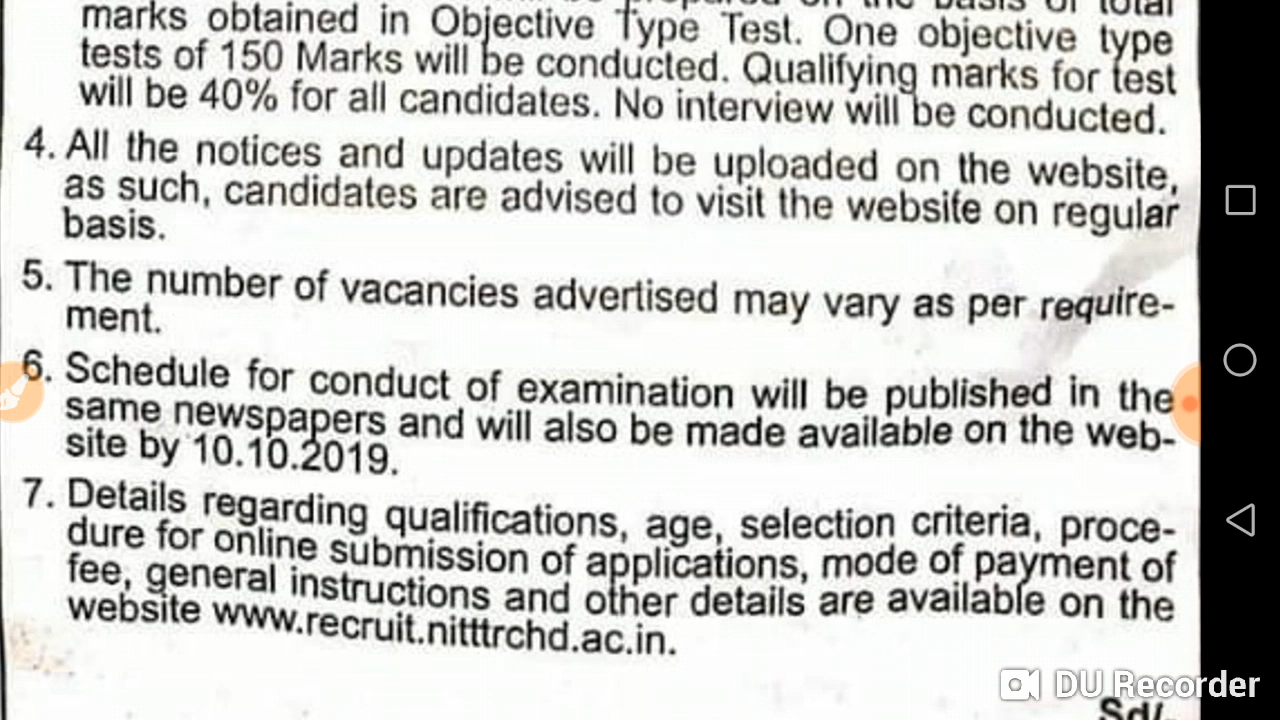 on the basis of total
marks obtained in Objective Type Test. One objective type
tests of 150 Marks will be conducted. Qualifying marks for test
will be 40% for all candidates. No interview will be conducted.
4. All the notices and updates will be uploaded on the website,
as such, candidates are advised to visit the website on regular
basis.
5. The number of vacancies advertised may vary as per require-
ment.
6. Schedule for conduct of examination will be published in the
same newspapers and will also be made available on the web-
site by 10.10.2019.
7. Details regarding qualifications, age, selection criteria, proce-
dure for online submission of applications, mode of payment of
fee, general instructions and other details are available on the
website www.recruit.nitttrchd.ac.in.
DU Recorder
Sd/-